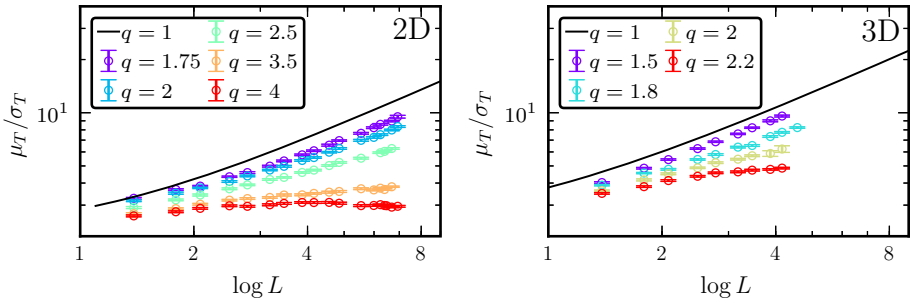 2D
q = 1
q = 1.75
q = 2
q = 2.5
q = 3.5
q = 4
μ_T/σ_T
10^1
1 2 4 8
log L
3D
q = 1
q = 1.5
q = 1.8
q = 2
q = 2.2
μ_T/σ_T
10^1
1 2 4 8
log L